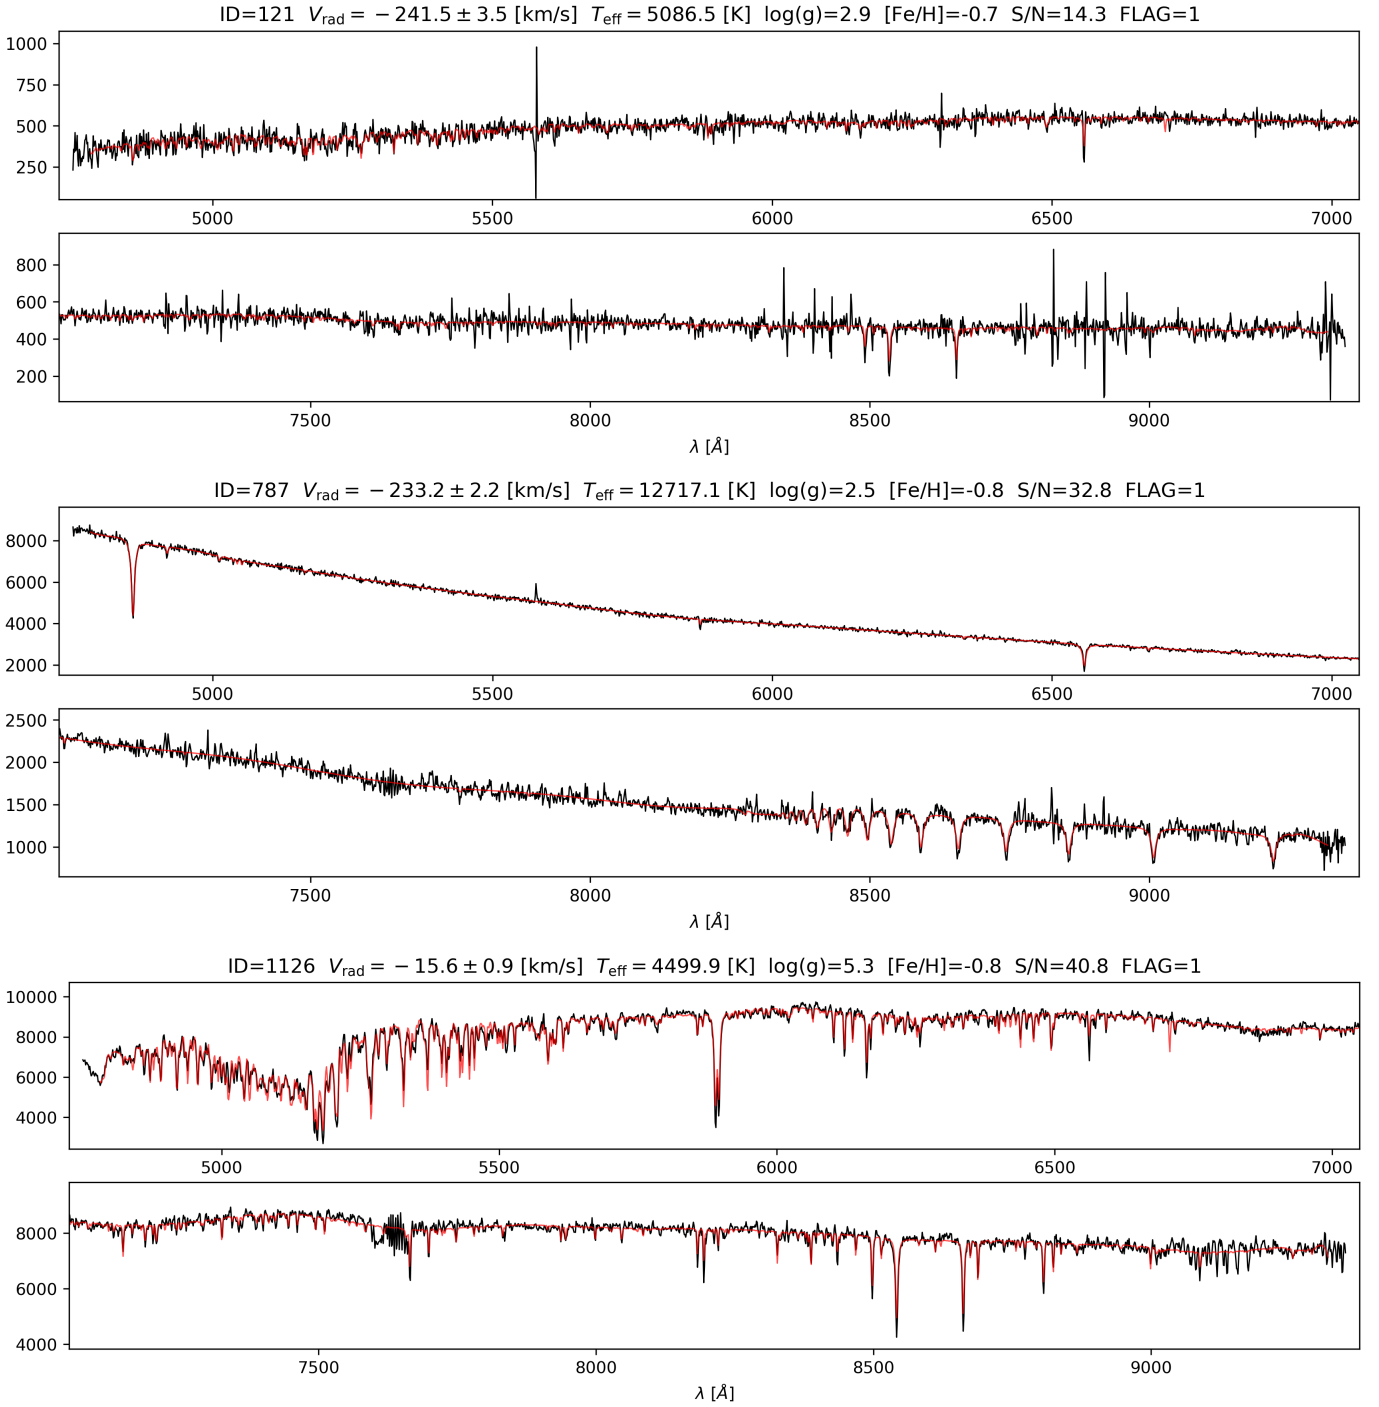 ID=121 V_rad = −241.5 ± 3.5 [km/s] T_eff = 5086.5 [K] log(g)=2.9 [Fe/H]=-0.7 S/N=14.3 FLAG=1
1000
750
500
250
5000 5500 6000 6500 7000
800
600
400
200
7500 8000 8500 9000
λ [Å]
ID=787 V_rad = −233.2 ± 2.2 [km/s] T_eff = 12717.1 [K] log(g)=2.5 [Fe/H]=-0.8 S/N=32.8 FLAG=1
8000
6000
4000
2000
5000 5500 6000 6500 7000
2500
2000
1500
1000
7500 8000 8500 9000
λ [Å]
ID=1126 V_rad = −15.6 ± 0.9 [km/s] T_eff = 4499.9 [K] log(g)=5.3 [Fe/H]=-0.8 S/N=40.8 FLAG=1
10000
8000
6000
4000
5000 5500 6000 6500 7000
8000
6000
4000
7500 8000 8500 9000
λ [Å]